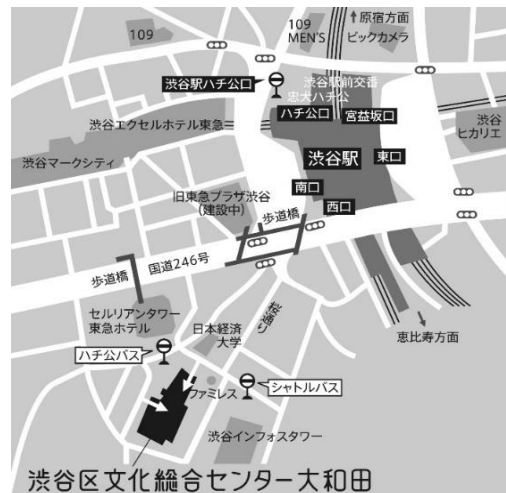 109
109
MEN'S
↑原宿方面
ビックカメラ
渋谷駅ハチ公口
渋谷駅前交番
忠犬ハチ公
ハチ公口
宮益坂口
渋谷エクセルホテル東急
渋谷
ヒカリエ
渋谷マークシティ
渋谷駅
東口
南口
西口
旧東急プラザ渋谷
(建設中)
歩道橋
歩道橋
国道246号
セルリアンタワー
東急ホテル
桜通り
日本経済
大学
恵比寿方面
ハチ公バス
ファミレス
シャトルバス
渋谷インフォスタワー
渋谷区文化総合センター大和田